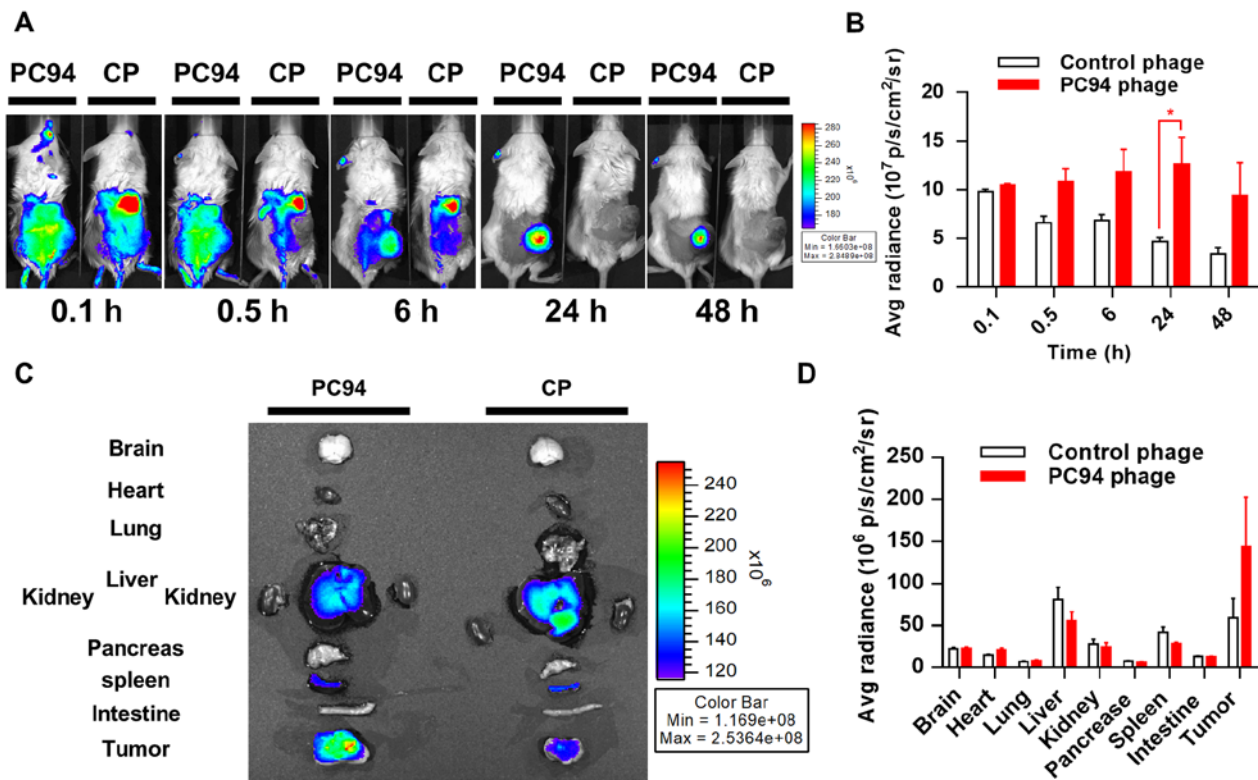 A
PC94 CP PC94 CP PC94 CP PC94 CP PC94 CP
280
260
240
220
200
180
x10⁶
Color Bar
Min = 1.6503e+08
Max = 2.8489e+08
0.1 h 0.5 h 6 h 24 h 48 h
B
Control phage
PC94 phage
Avg radiance (10⁷ p/s/cm²/sr)
20
15
10
5
0
*
0.1 0.5 6 24 48
Time (h)
C
PC94 CP
Brain
Heart
Lung
Liver
Kidney Kidney
Pancreas
spleen
Intestine
Tumor
240
220
200
180
160
140
120
x10⁶
Color Bar
Min = 1.169e+08
Max = 2.5364e+08
D
Control phage
PC94 phage
Avg radiance (10⁶ p/s/cm²/sr)
250
200
150
100
50
0
Brain Heart Lung Liver Kidney Pancrease Spleen Intestine Tumor